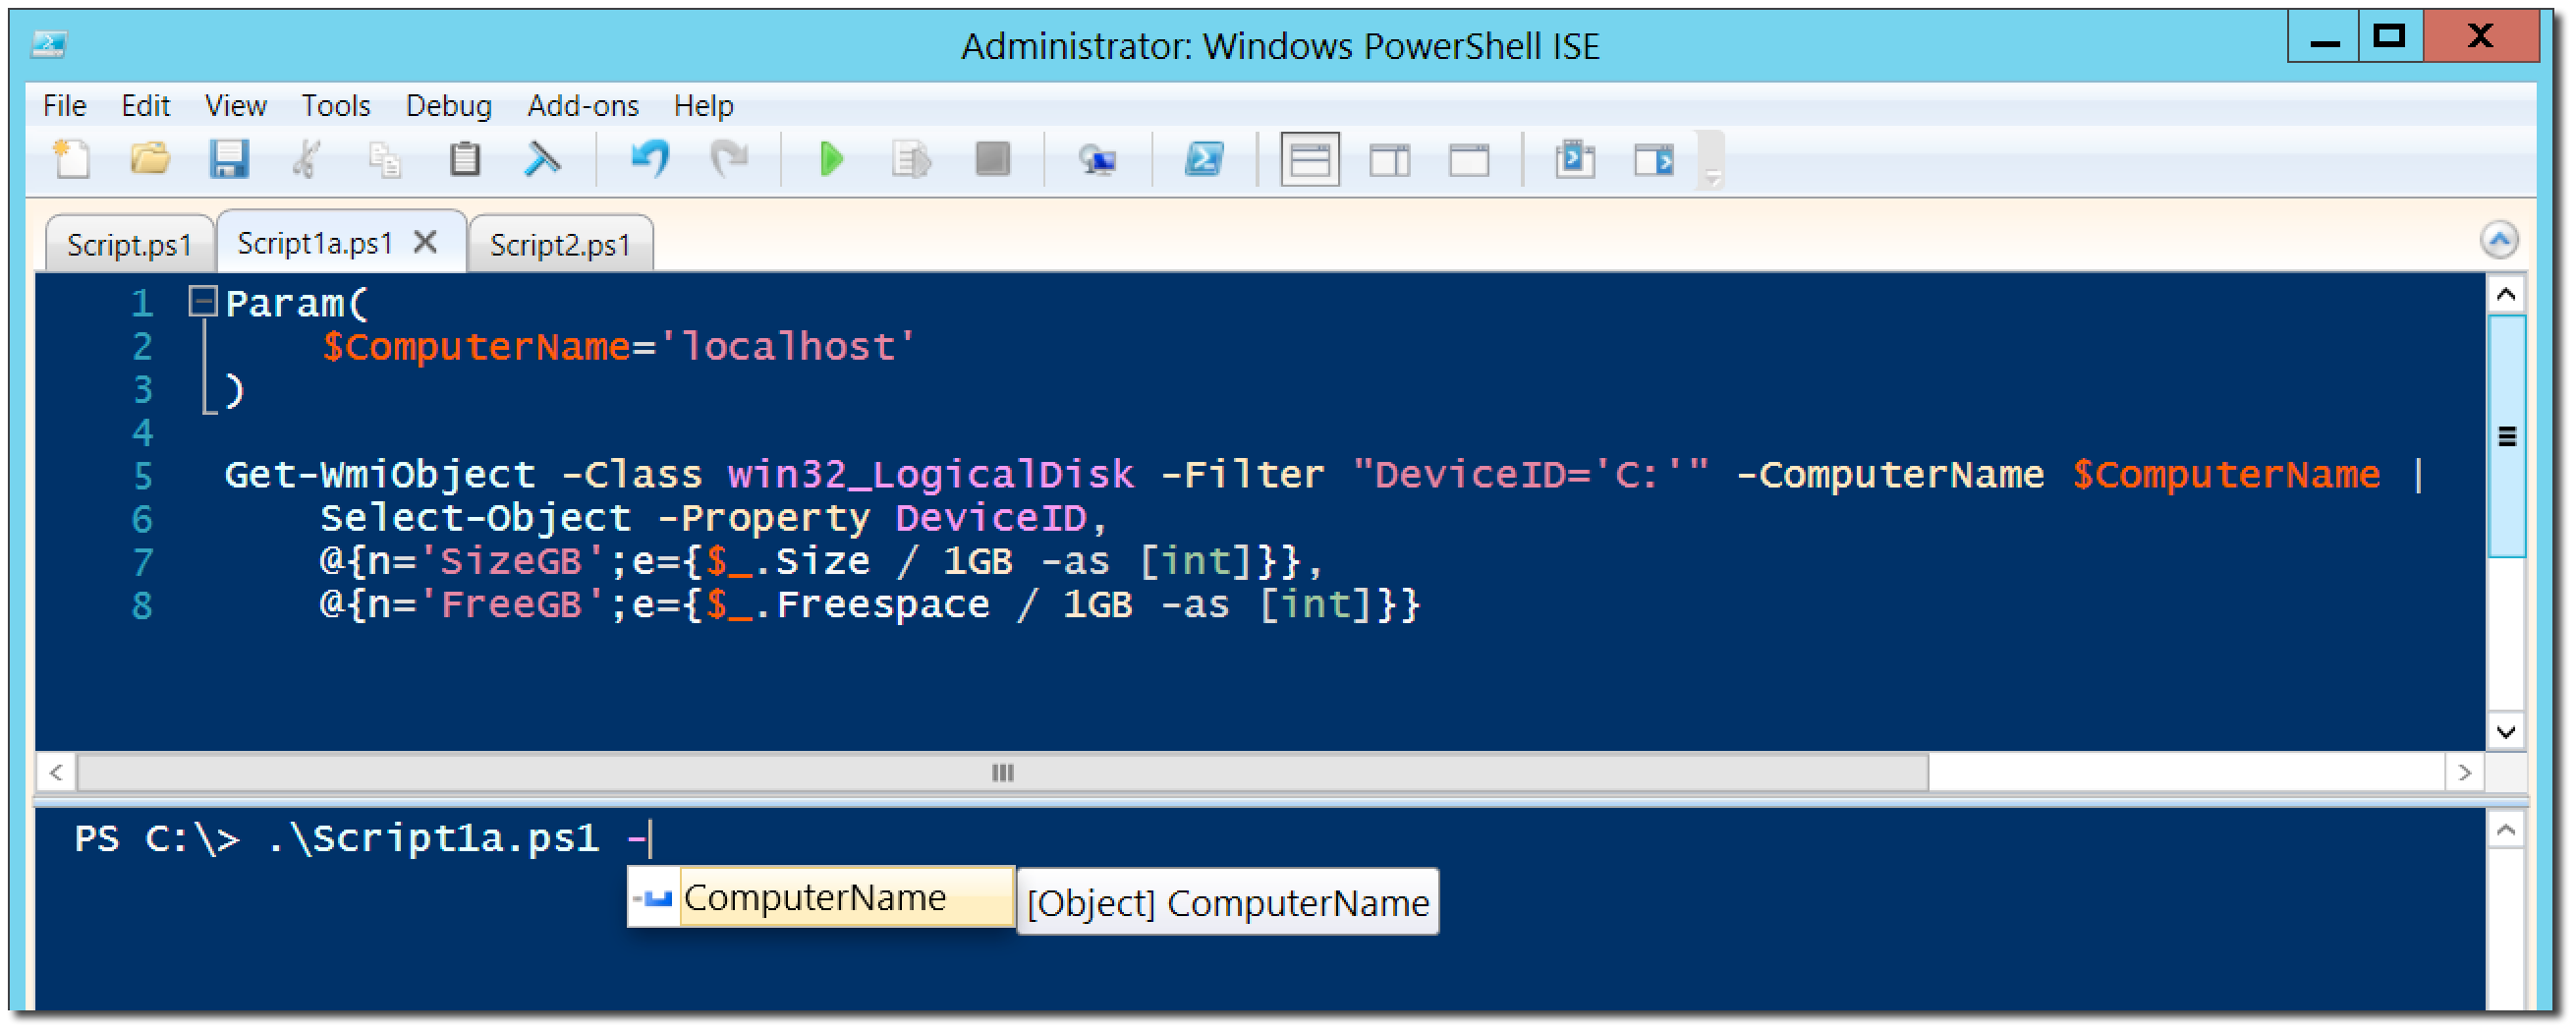 Administrator: Windows PowerShell ISE
File Edit View Tools Debug Add-ons Help
Script.ps1 Script1a.ps1 Script2.ps1
1 Param(
2     $ComputerName='localhost'
3 )
4
5 Get-WmiObject -Class win32_LogicalDisk -Filter "DeviceID='C:'" -ComputerName $ComputerName |
6     Select-Object -Property DeviceID,
7     @{n='SizeGB';e={$_.Size / 1GB -as [int]}},
8     @{n='FreeGB';e={$_.Freespace / 1GB -as [int]}}
PS C:\> .\Script1a.ps1 -
ComputerName [Object] ComputerName